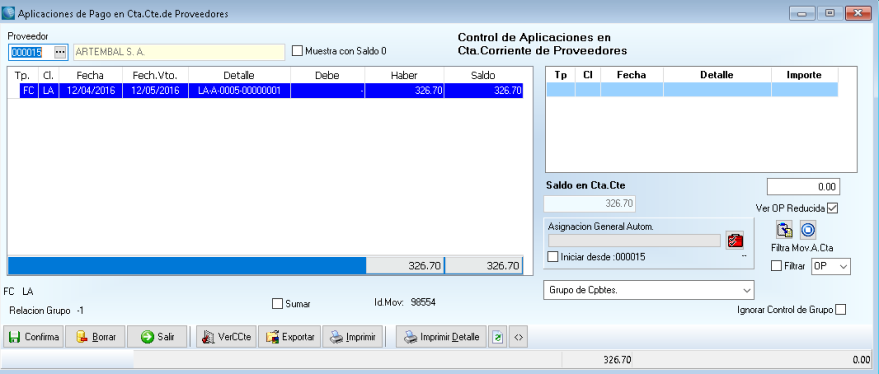 Aplicaciones de Pago en Cta.Cte.de Proveedores
Proveedor
000015 ... ARTEMBAL S. A.
Muestra con Saldo 0
Control de Aplicaciones en
Cta.Corriente de Proveedores
Tp. Cl. Fecha Fech.Vto. Detalle Debe Haber Saldo
FC LA 12/04/2016 12/05/2016 LA-A-0005-00000001 - 326.70 326.70
326.70 326.70
Tp Cl Fecha Detalle Importe
Saldo en Cta.Cte
0.00
326.70
Ver OP Reducida
Asignacion General Autom.
Iniciar desde :000015 --
Filtra Mov.A.Cta
Filtrar OP
Grupo de Cpbtes.
FC LA
Relacion Grupo -1
Sumar
Id.Mov: 98554
Ignorar Control de Grupo
Confirma Borrar Salir VerCCte Exportar Imprimir Imprimir Detalle <>
326.70 0.00